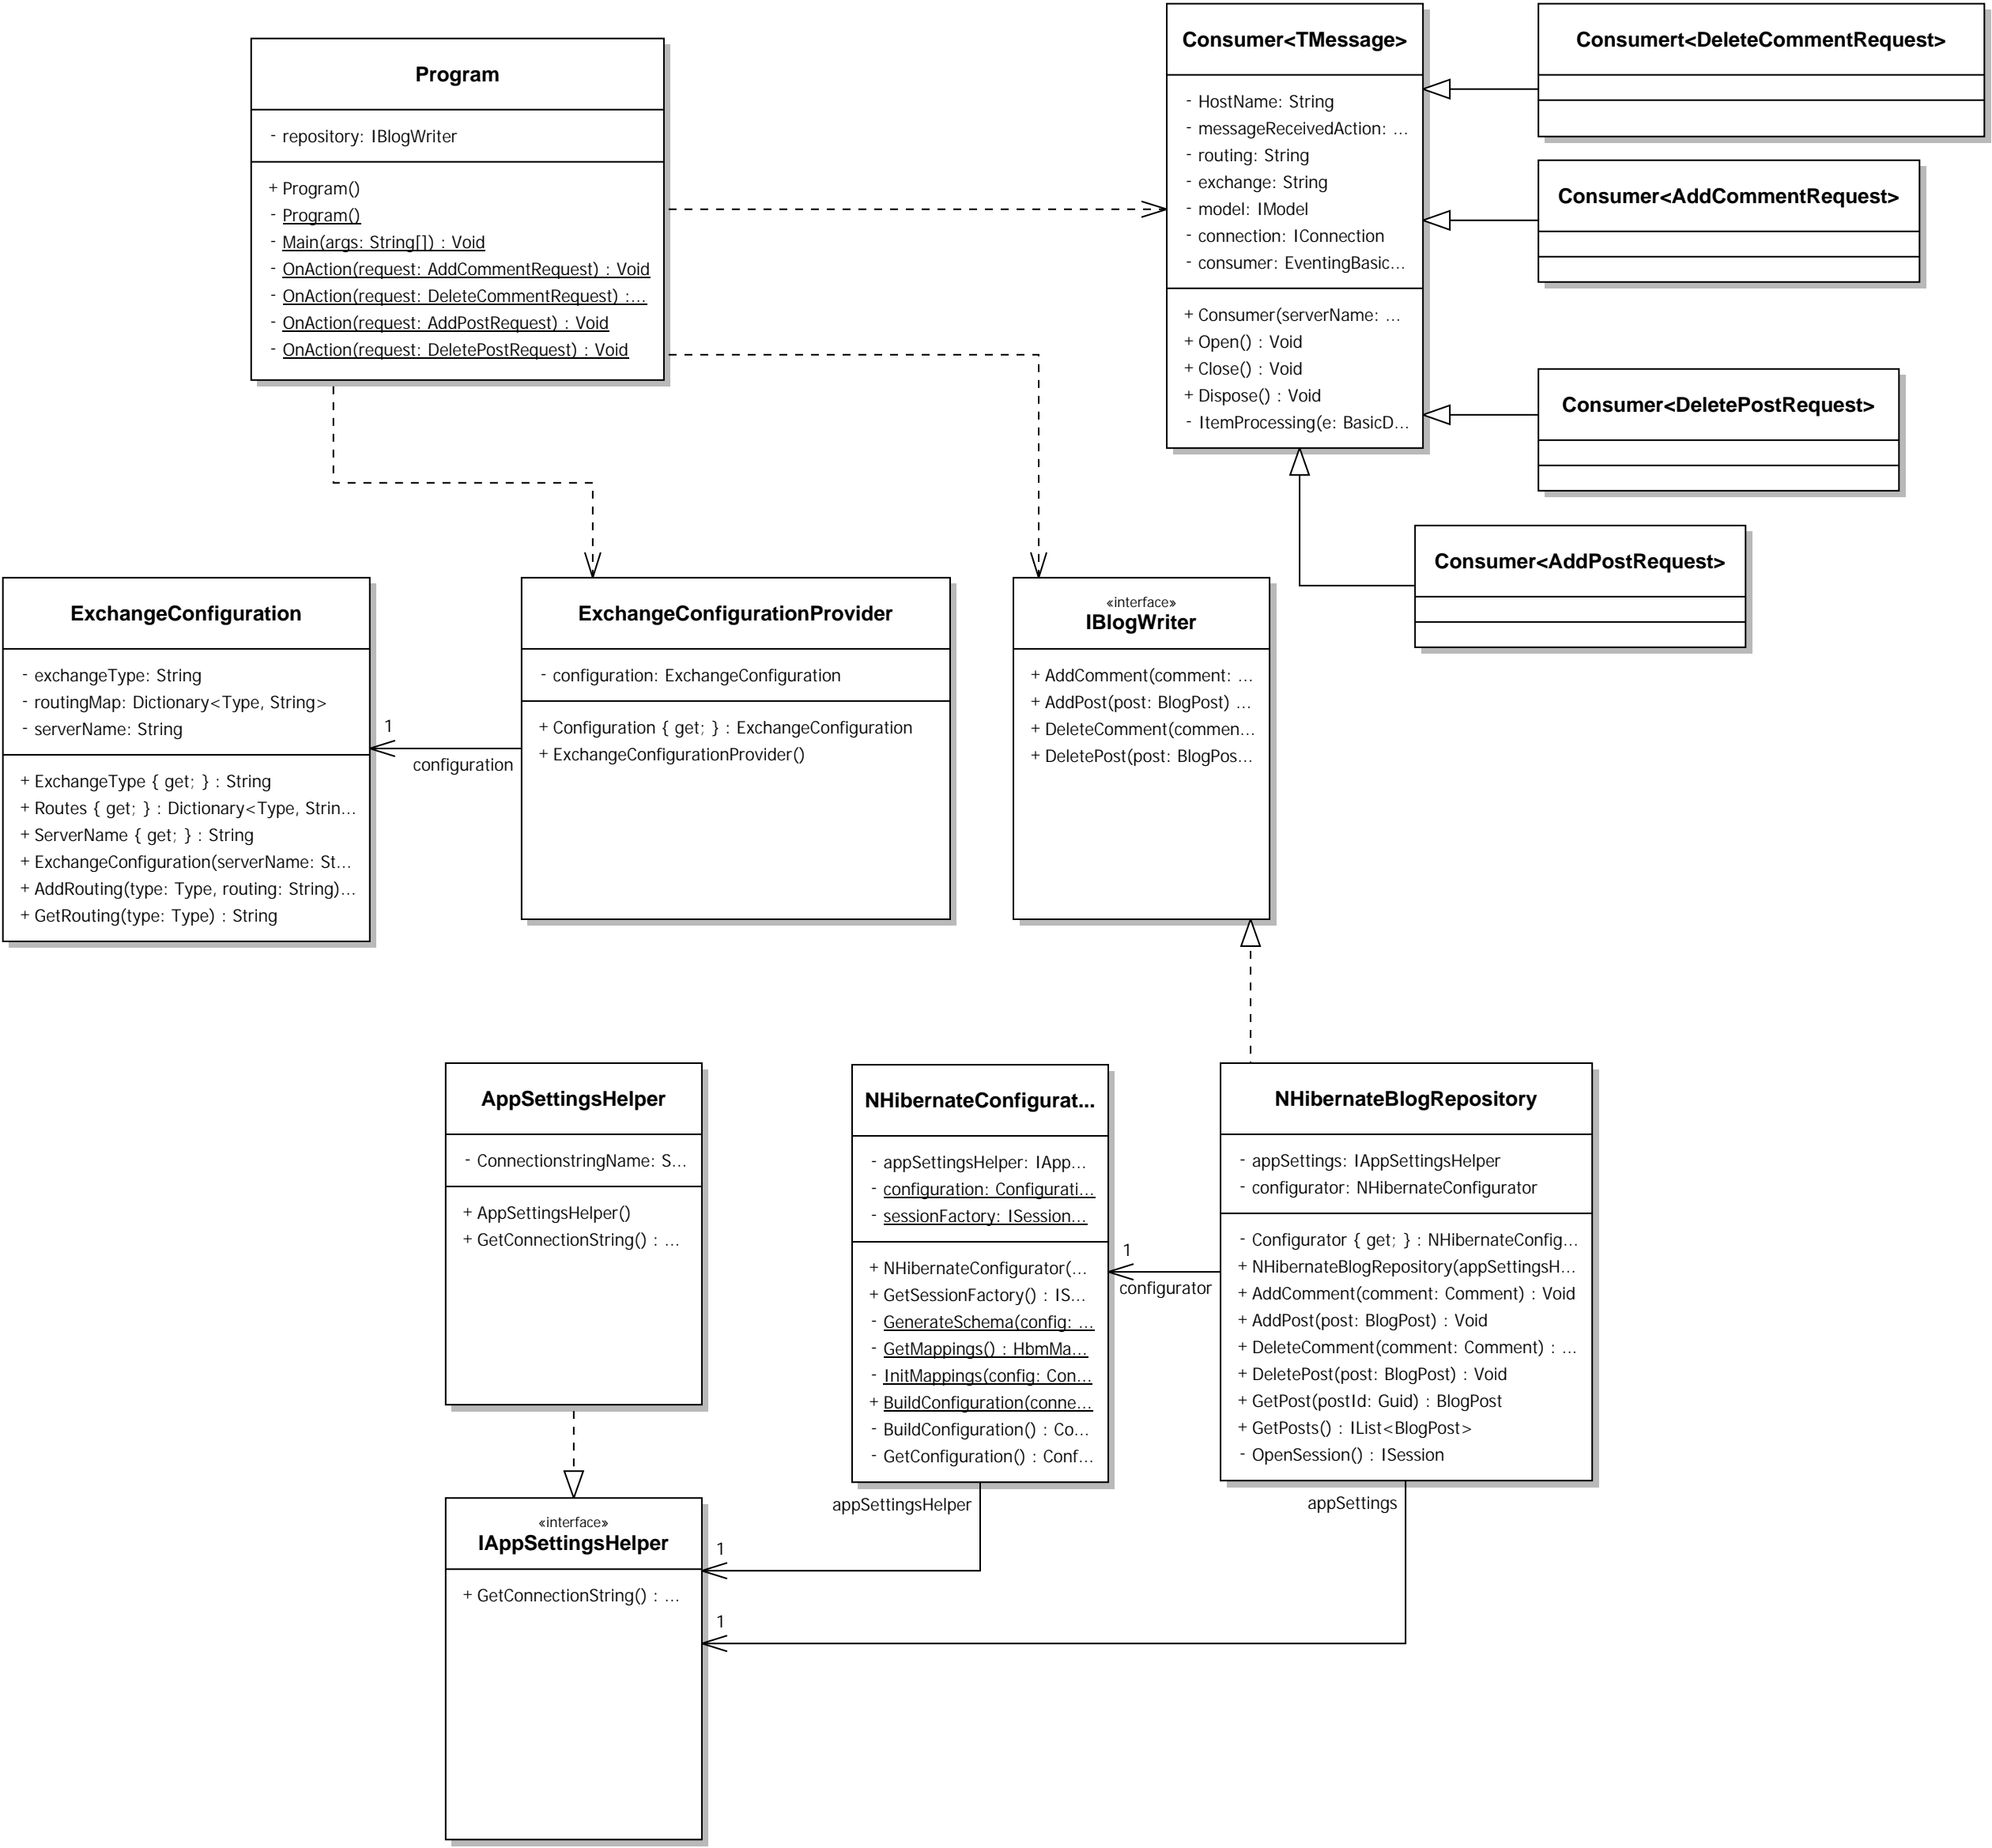 Program
- repository: IBlogWriter
+ Program()
- Program()
- Main(args: String[]) : Void
- OnAction(request: AddCommentRequest) : Void
- OnAction(request: DeleteCommentRequest) :...
- OnAction(request: AddPostRequest) : Void
- OnAction(request: DeletePostRequest) : Void
Consumer<TMessage>
- HostName: String
- messageReceivedAction: ...
- routing: String
- exchange: String
- model: IModel
- connection: IConnection
- consumer: EventingBasic...
+ Consumer(serverName: ...
+ Open() : Void
+ Close() : Void
+ Dispose() : Void
- ItemProcessing(e: BasicD...
Consumert<DeleteCommentRequest>
Consumer<AddCommentRequest>
Consumer<DeletePostRequest>
Consumer<AddPostRequest>
ExchangeConfiguration
- exchangeType: String
- routingMap: Dictionary<Type, String>
- serverName: String
+ ExchangeType { get; } : String
+ Routes { get; } : Dictionary<Type, Strin...
+ ServerName { get; } : String
+ ExchangeConfiguration(serverName: St...
+ AddRouting(type: Type, routing: String)...
+ GetRouting(type: Type) : String
1
configuration
ExchangeConfigurationProvider
- configuration: ExchangeConfiguration
+ Configuration { get; } : ExchangeConfiguration
+ ExchangeConfigurationProvider()
«interface»
IBlogWriter
+ AddComment(comment: ...
+ AddPost(post: BlogPost) ...
+ DeleteComment(commen...
+ DeletePost(post: BlogPos...
AppSettingsHelper
- ConnectionstringName: S...
+ AppSettingsHelper()
+ GetConnectionString() : ...
NHibernateConfigurat...
- appSettingsHelper: IApp...
- configuration: Configurati...
- sessionFactory: ISession...
+ NHibernateConfigurator(...
+ GetSessionFactory() : IS...
- GenerateSchema(config: ...
- GetMappings() : HbmMa...
- InitMappings(config: Con...
+ BuildConfiguration(conne...
- BuildConfiguration() : Co...
- GetConfiguration() : Conf...
1
configurator
NHibernateBlogRepository
- appSettings: IAppSettingsHelper
- configurator: NHibernateConfigurator
- Configurator { get; } : NHibernateConfig...
+ NHibernateBlogRepository(appSettingsH...
+ AddComment(comment: Comment) : Void
+ AddPost(post: BlogPost) : Void
+ DeleteComment(comment: Comment) : ...
+ DeletePost(post: BlogPost) : Void
+ GetPost(postId: Guid) : BlogPost
+ GetPosts() : IList<BlogPost>
- OpenSession() : ISession
appSettingsHelper
1
appSettings
1
«interface»
IAppSettingsHelper
+ GetConnectionString() : ...